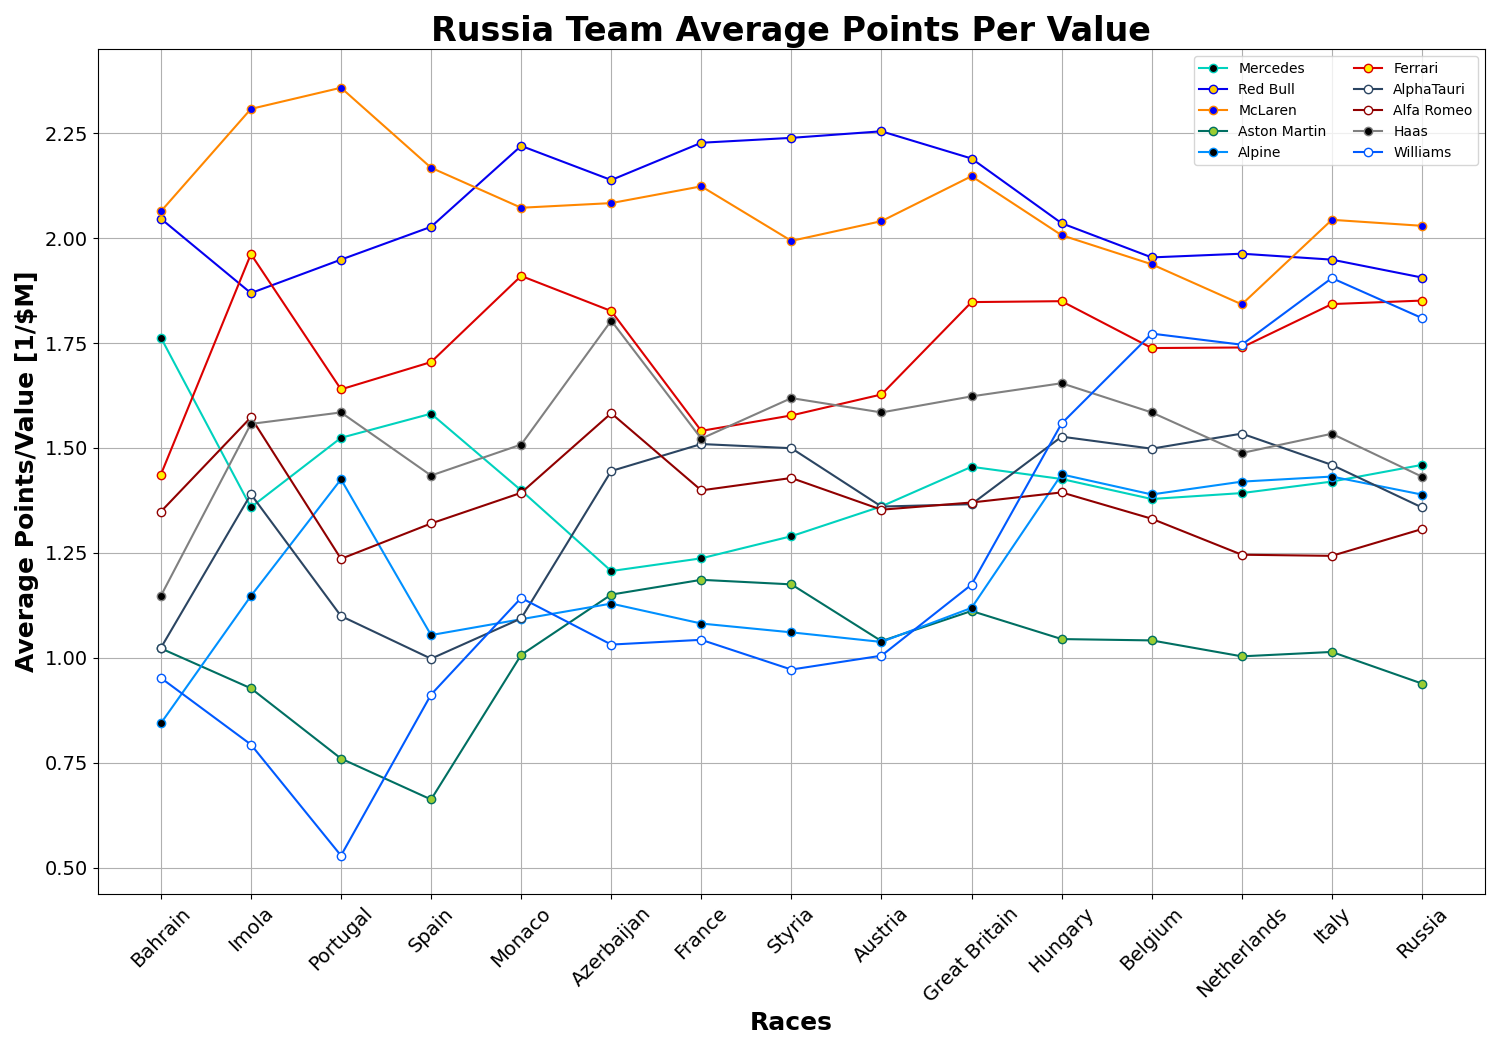 Russia Team Average Points Per Value
Mercedes
Red Bull
McLaren
Aston Martin
Alpine
Ferrari
AlphaTauri
Alfa Romeo
Haas
Williams
Average Points/Value [1/$M]
2.25
2.00
1.75
1.50
1.25
1.00
0.75
0.50
Bahrain
Imola
Portugal
Spain
Monaco
Azerbaijan
France
Styria
Austria
Great Britain
Hungary
Belgium
Netherlands
Italy
Russia
Races